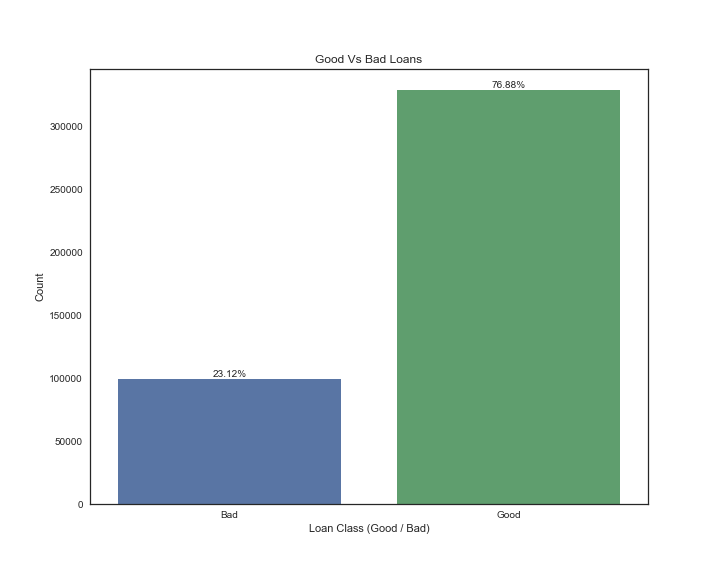 Good Vs Bad Loans
76.88%
300000
250000
200000
Count
150000
23.12%
100000
50000
0
Bad
Good
Loan Class (Good / Bad)